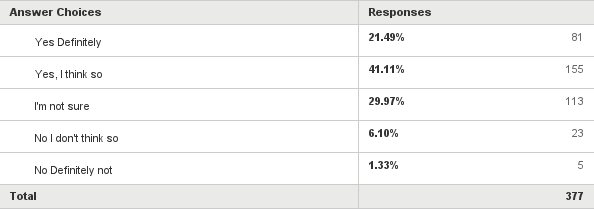 Answer Choices Responses
Yes Definitely 21.49% 81
Yes, I think so 41.11% 155
I'm not sure 29.97% 113
No I don't think so 6.10% 23
No Definitely not 1.33% 5
Total 377